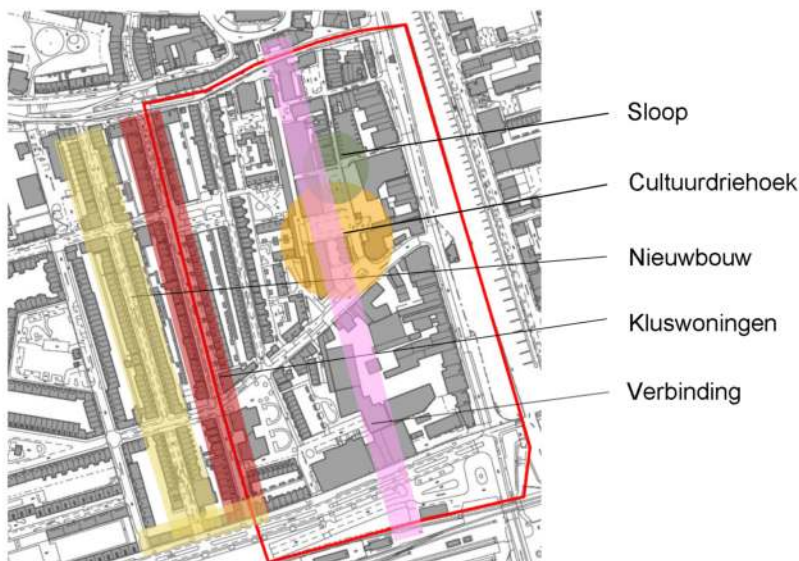 Sloop
Cultuurdriehoek
Nieuwbouw
Kluswoningen
Verbinding